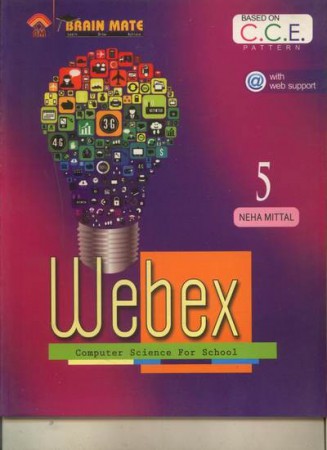 BRAIN MATE
BASED ON
C.C.E.
PATTERN
@ with
web support
3G
4G
5
NEHA MITTAL
Webex
Computer Science For School